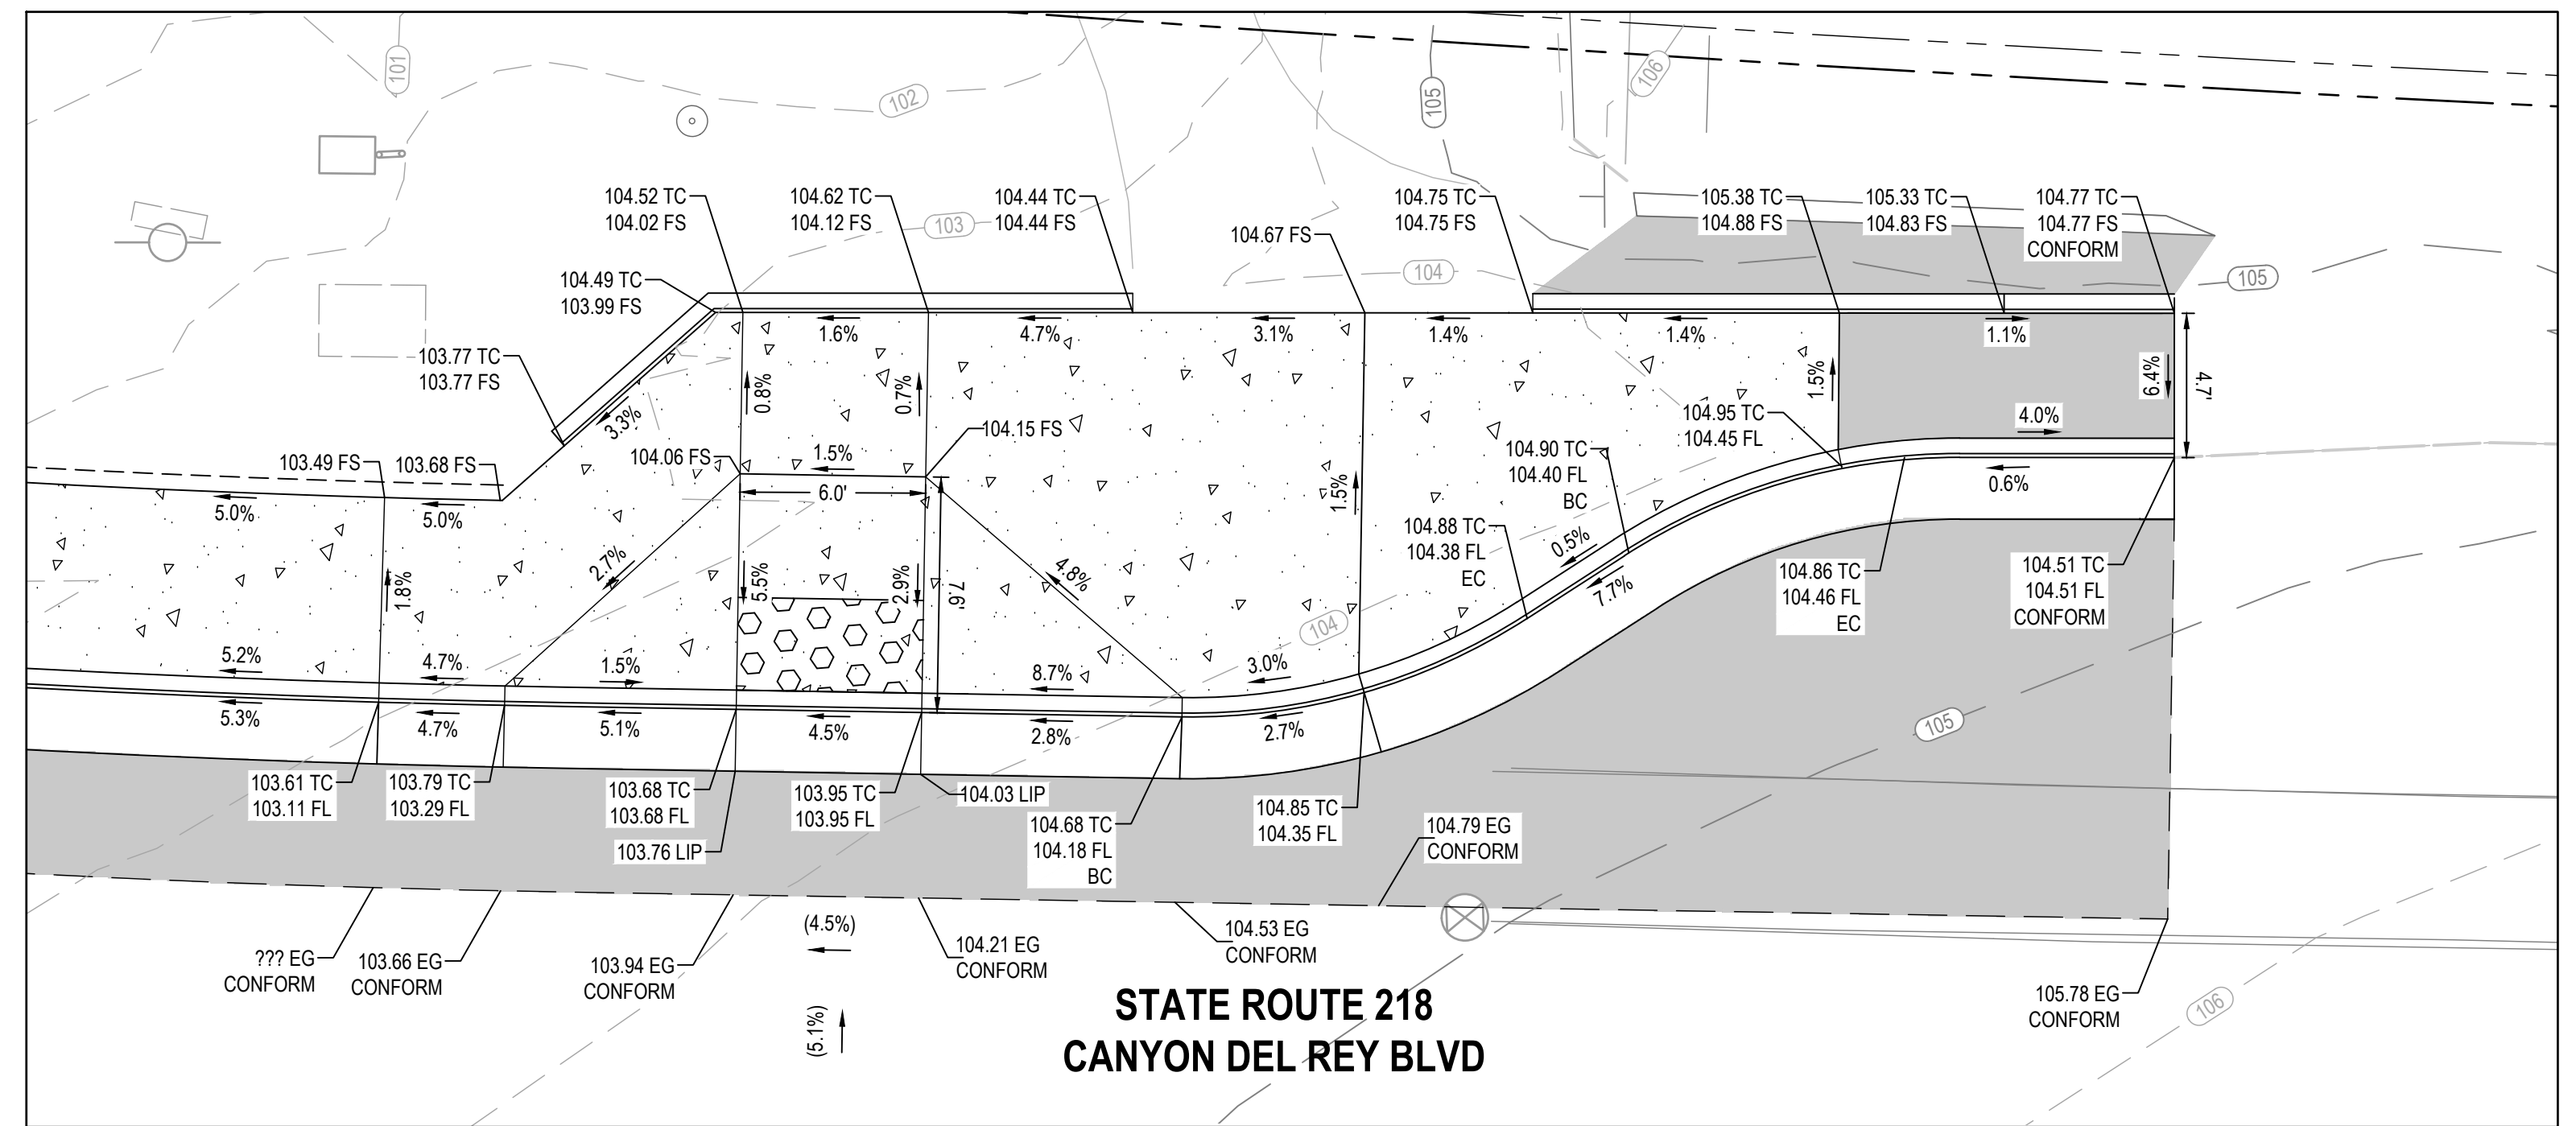 101
102
106
105
104.52 TC
104.02 FS
104.62 TC
104.12 FS
104.44 TC
104.44 FS
104.75 TC
104.75 FS
105.38 TC
104.88 FS
105.33 TC
104.83 FS
104.77 TC
104.77 FS
CONFORM
103
104.67 FS
104
105
104.49 TC
103.99 FS
1.6%
4.7%
3.1%
1.4%
1.4%
1.1%
103.77 TC
103.77 FS
0.8%
0.7%
1.5%
6.4%
4.7'
3.3%
104.95 TC
104.45 FL
4.0%
104.15 FS
103.49 FS
103.68 FS
104.06 FS
1.5%
104.90 TC
104.40 FL
BC
0.6%
5.0%
5.0%
6.0'
1.5%
104.88 TC
104.38 FL
EC
0.5%
2.7%
5.5%
2.9%
7.6'
4.8%
7.7%
1.8%
104.86 TC
104.46 FL
EC
104.51 TC
104.51 FL
CONFORM
104
5.2%
4.7%
1.5%
8.7%
3.0%
5.3%
4.7%
5.1%
4.5%
2.8%
2.7%
105
103.61 TC
103.11 FL
103.79 TC
103.29 FL
103.68 TC
103.68 FL
103.95 TC
103.95 FL
104.03 LIP
104.68 TC
104.18 FL
BC
104.85 TC
104.35 FL
104.79 EG
CONFORM
103.76 LIP
??? EG
CONFORM
103.66 EG
CONFORM
103.94 EG
CONFORM
(4.5%)
104.21 EG
CONFORM
104.53 EG
CONFORM
(5.1%)
STATE ROUTE 218
CANYON DEL REY BLVD
105.78 EG
CONFORM
106